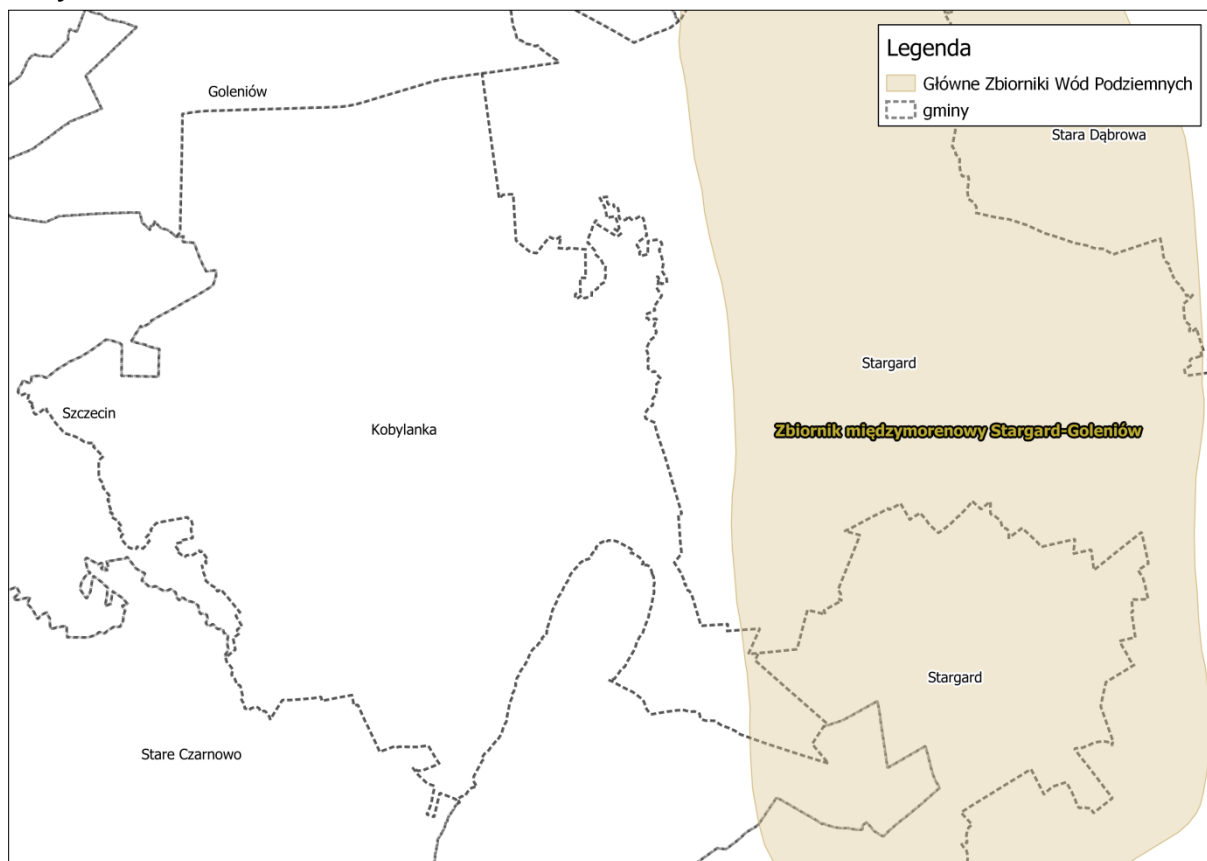 Legenda
Główne Zbiorniki Wód Podziemnych
gminy
Goleniów
Stara Dąbrowa
Stargard
Szczecin
Kobylanka
Zbiornik międzymorenowy Stargard-Goleniów
Stargard
Stare Czarnowo